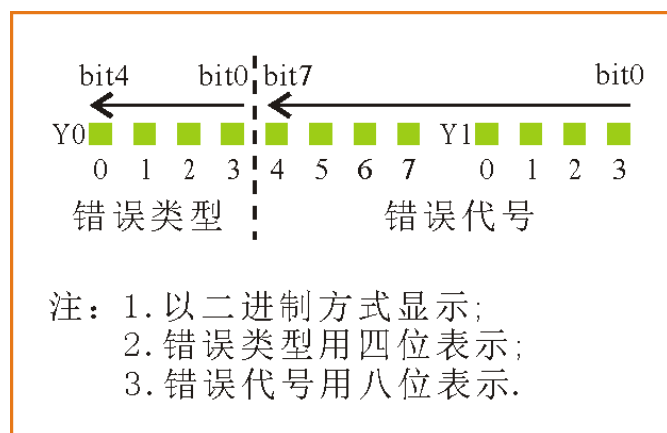 bit4 bit0 bit7 bit0
Y0 Y1
0 1 2 3 4 5 6 7 0 1 2 3
错误类型 错误代号
注：1.以二进制方式显示;
2.错误类型用四位表示;
3.错误代号用八位表示.